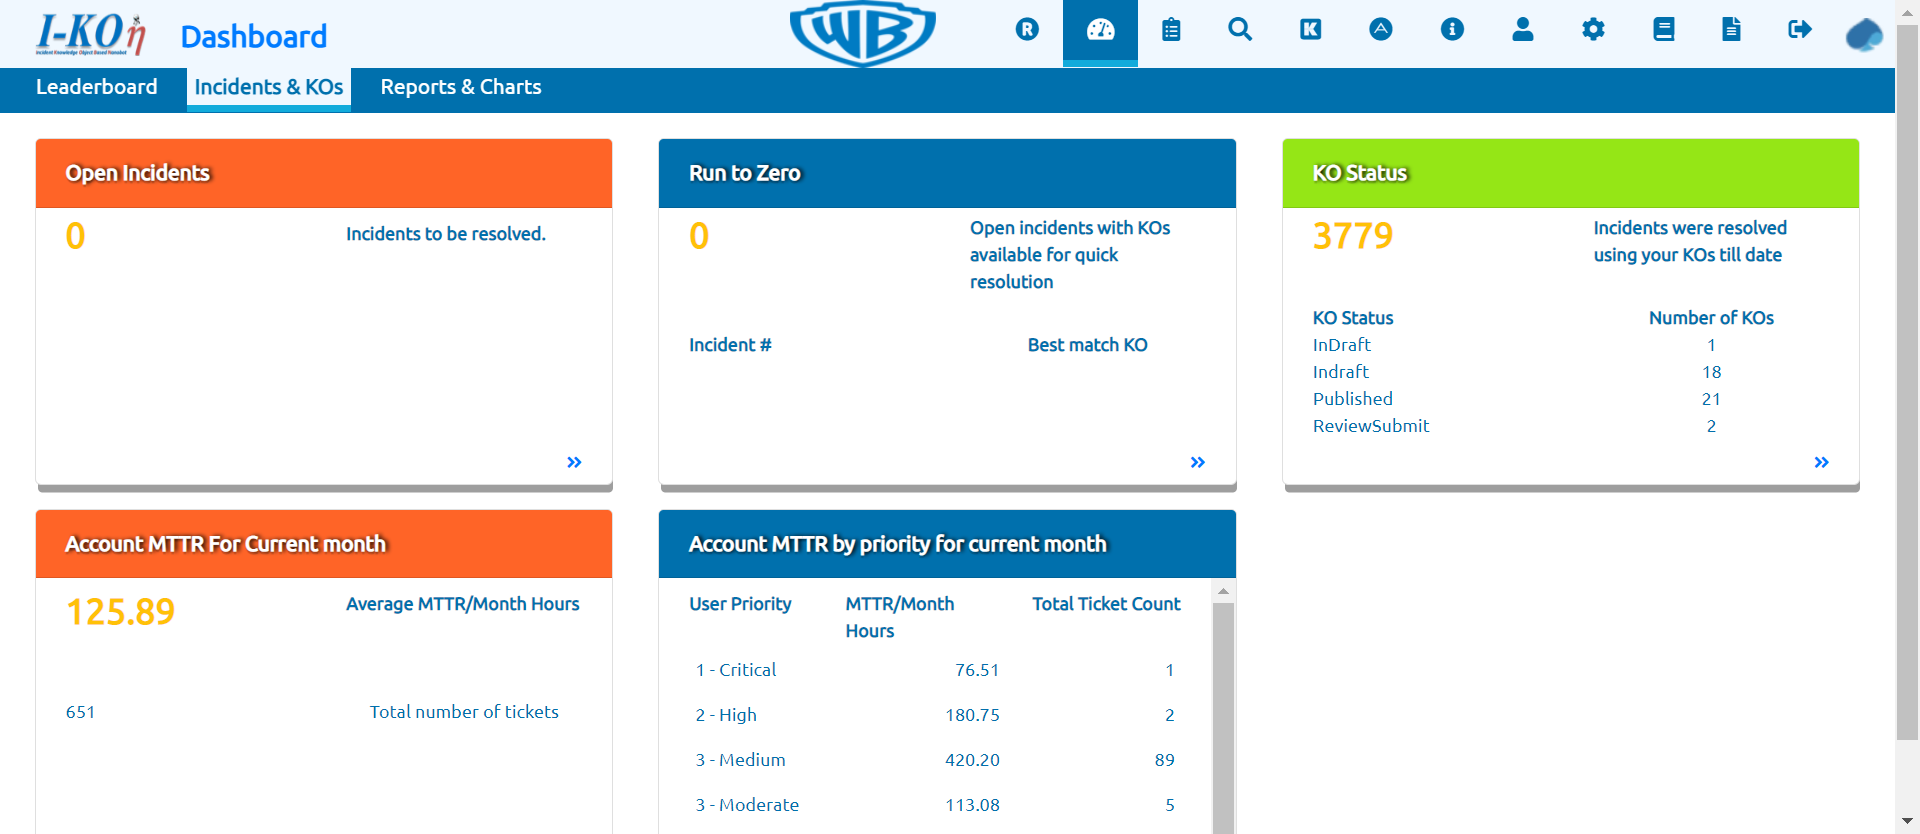 I-KOη
Incident Knowledge Object Based Nanobot
Dashboard
WB
R
K
A
i
Leaderboard
Incidents & KOs
Reports & Charts
Open Incidents
0
Incidents to be resolved.
Run to Zero
0
Open incidents with KOs
available for quick
resolution
Incident #
Best match KO
KO Status
3779
Incidents were resolved
using your KOs till date
KO Status Number of KOs
InDraft 1
Indraft 18
Published 21
ReviewSubmit 2
Account MTTR For Current month
125.89
Average MTTR/Month Hours
651
Total number of tickets
Account MTTR by priority for current month
User Priority
MTTR/Month
Hours
Total Ticket Count
1 - Critical 76.51 1
2 - High 180.75 2
3 - Medium 420.20 89
3 - Moderate 113.08 5